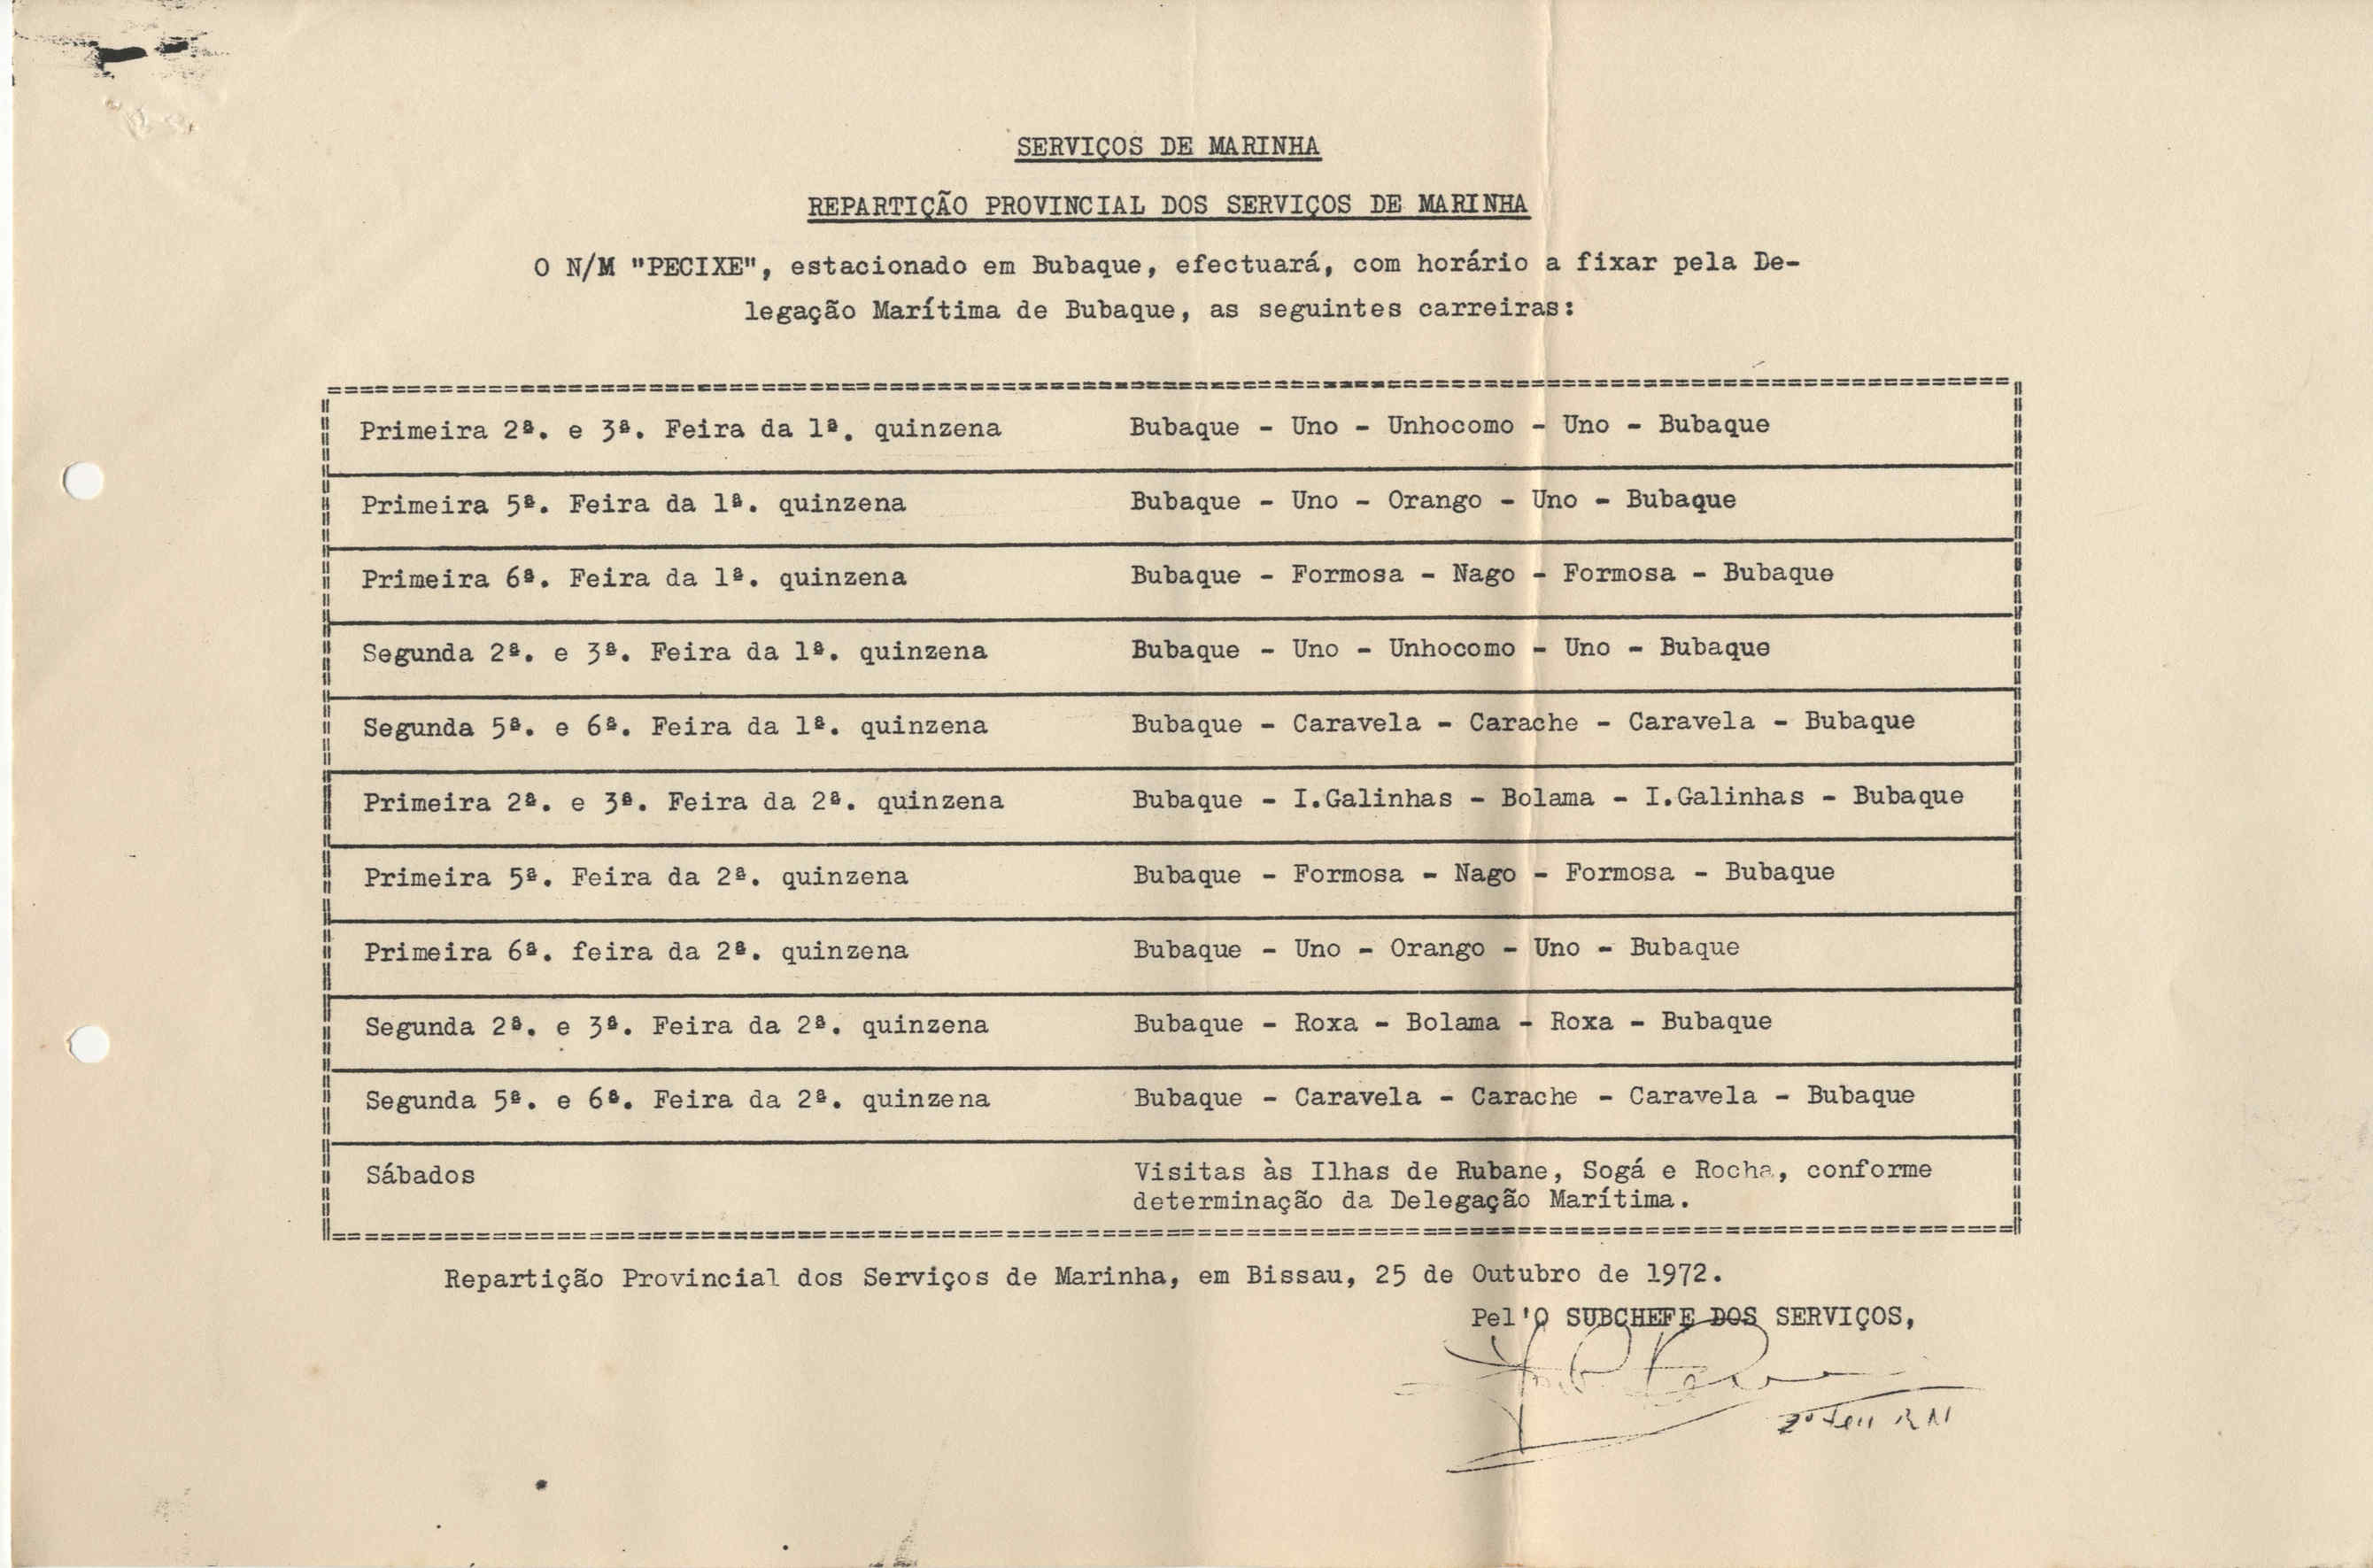 SERVIÇOS DE MARINHA
REPARTIÇÃO PROVINCIAL DOS SERVIÇOS DE MARINHA
O N/M "PECIXE", estacionado em Bubaque, efectuará, com horário a fixar pela De-
legação Marítima de Bubaque, as seguintes carreiras:
Primeira 2ª. e 3ª. Feira da 1ª. quinzena Bubaque - Uno - Unhocomo - Uno - Bubaque
Primeira 5ª. Feira da 1ª. quinzena Bubaque - Uno - Orango - Uno - Bubaque
Primeira 6ª. Feira da 1ª. quinzena Bubaque - Formosa - Nago - Formosa - Bubaque
Segunda 2ª. e 3ª. Feira da 1ª. quinzena Bubaque - Uno - Unhocomo - Uno - Bubaque
Segunda 5ª. e 6ª. Feira da 1ª. quinzena Bubaque - Caravela - Carache - Caravela - Bubaque
Primeira 2ª. e 3ª. Feira da 2ª. quinzena Bubaque - I.Galinhas - Bolama - I.Galinhas - Bubaque
Primeira 5ª. Feira da 2ª. quinzena Bubaque - Formosa - Nago - Formosa - Bubaque
Primeira 6ª. feira da 2ª. quinzena Bubaque - Uno - Orango - Uno - Bubaque
Segunda 2ª. e 3ª. Feira da 2ª. quinzena Bubaque - Roxa - Bolama - Roxa - Bubaque
Segunda 5ª. e 6ª. Feira da 2ª. quinzena Bubaque - Caravela - Carache - Caravela - Bubaque
Sábados Visitas às Ilhas de Rubane, Sogá e Rocha, conforme
determinação da Delegação Marítima.
Repartição Provincial dos Serviços de Marinha, em Bissau, 25 de Outubro de 1972.
Pel'O SUBCHEFE DOS SERVIÇOS,
2º Ten RN